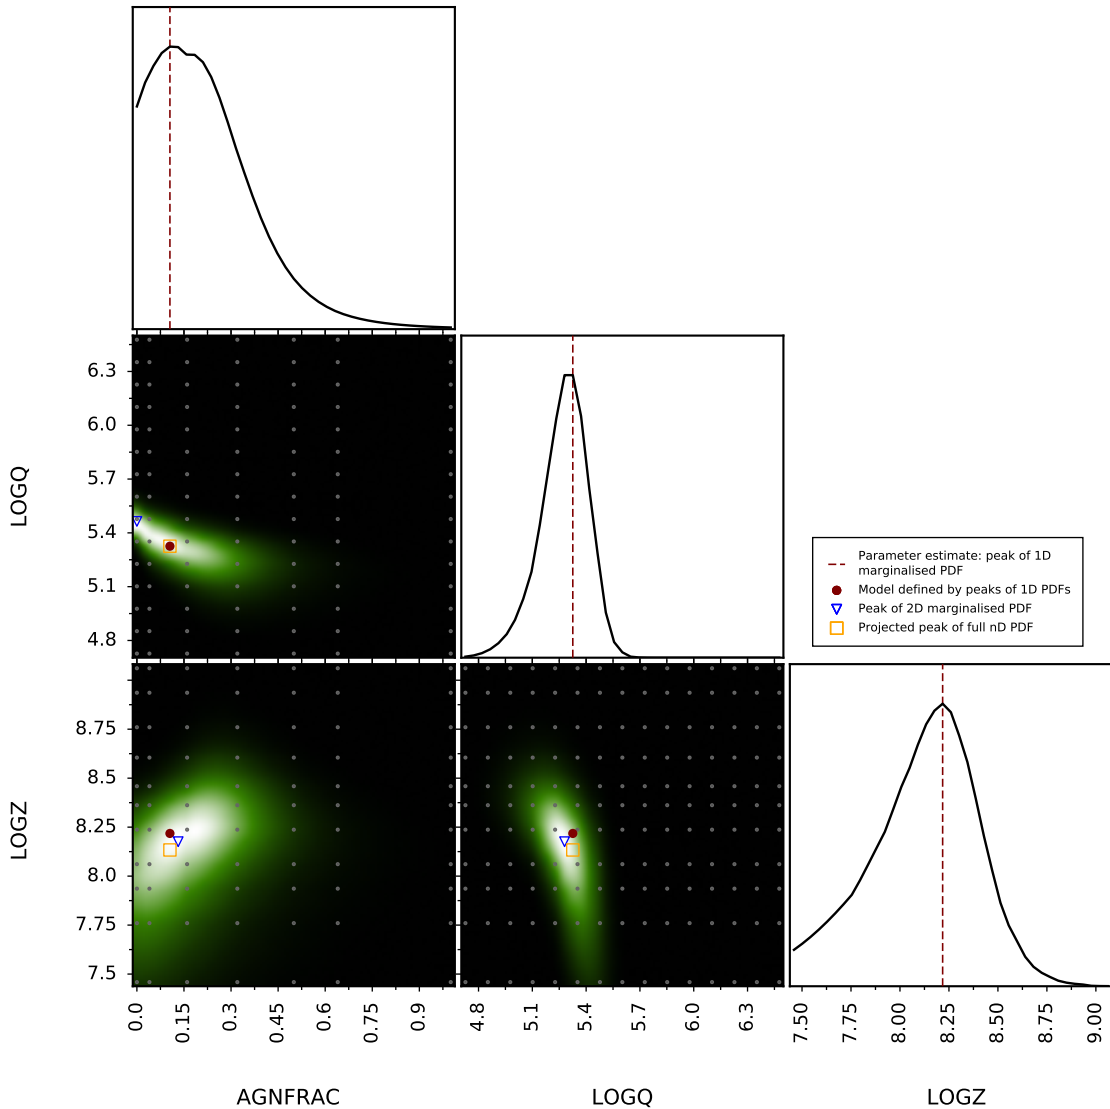 6.3
6.0
5.7
5.4
5.1
4.8
LOGQ
Parameter estimate: peak of 1D
marginalised PDF
Model defined by peaks of 1D PDFs
Peak of 2D marginalised PDF
Projected peak of full nD PDF
8.75
8.5
8.25
8.0
7.75
7.5
LOGZ
0.0 0.15 0.3 0.45 0.6 0.75 0.9
4.8 5.1 5.4 5.7 6.0 6.3
7.50 7.75 8.00 8.25 8.50 8.75 9.00
AGNFRAC LOGQ LOGZ